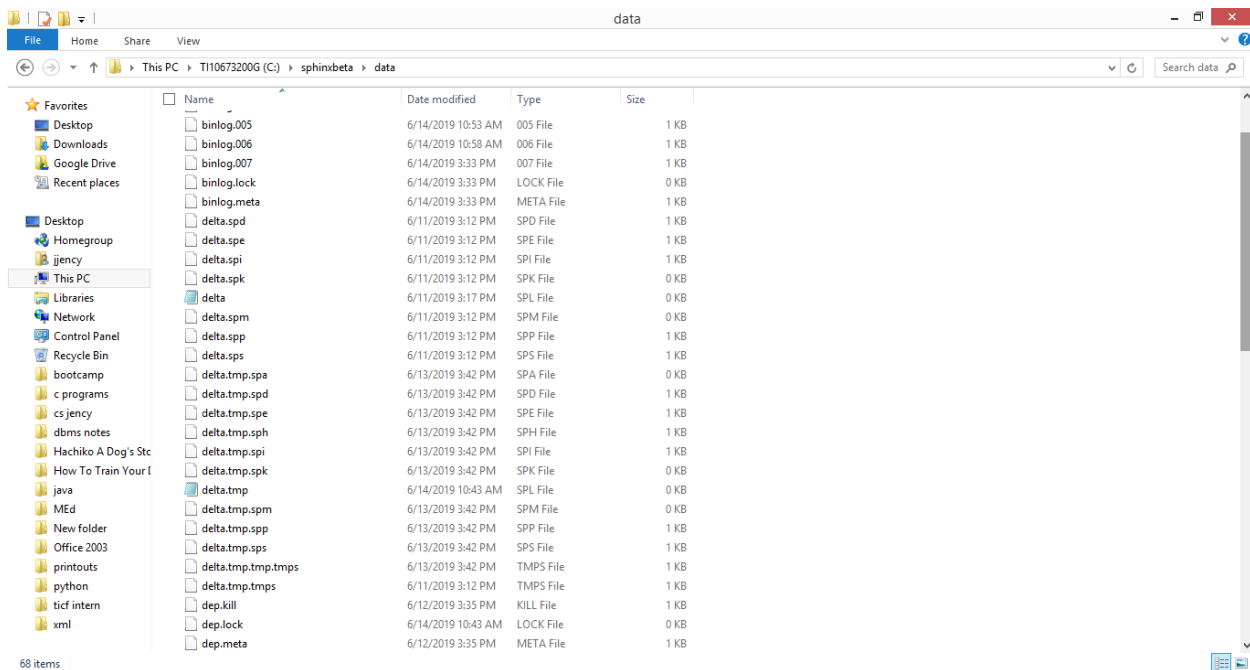 data
File Home Share View
This PC TI10673200G (C:) sphinxbeta data Search data
Name Date modified Type Size
binlog.005 6/14/2019 10:53 AM 005 File 1 KB
binlog.006 6/14/2019 10:58 AM 006 File 1 KB
binlog.007 6/14/2019 3:33 PM 007 File 1 KB
binlog.lock 6/14/2019 3:33 PM LOCK File 0 KB
binlog.meta 6/14/2019 3:33 PM META File 1 KB
delta.spd 6/11/2019 3:12 PM SPD File 1 KB
delta.spe 6/11/2019 3:12 PM SPE File 1 KB
delta.spi 6/11/2019 3:12 PM SPI File 1 KB
delta.spk 6/11/2019 3:12 PM SPK File 0 KB
delta 6/11/2019 3:17 PM SPL File 0 KB
delta.spm 6/11/2019 3:12 PM SPM File 0 KB
delta.spp 6/11/2019 3:12 PM SPP File 1 KB
delta.sps 6/11/2019 3:12 PM SPS File 1 KB
delta.tmp.spa 6/13/2019 3:42 PM SPA File 0 KB
delta.tmp.spd 6/13/2019 3:42 PM SPD File 1 KB
delta.tmp.spe 6/13/2019 3:42 PM SPE File 1 KB
delta.tmp.sph 6/13/2019 3:42 PM SPH File 1 KB
delta.tmp.spi 6/13/2019 3:42 PM SPI File 1 KB
delta.tmp.spk 6/13/2019 3:42 PM SPK File 0 KB
delta.tmp 6/14/2019 10:43 AM SPL File 0 KB
delta.tmp.spm 6/13/2019 3:42 PM SPM File 0 KB
delta.tmp.spp 6/13/2019 3:42 PM SPP File 1 KB
delta.tmp.sps 6/13/2019 3:42 PM SPS File 1 KB
delta.tmp.tmp.tmps 6/13/2019 3:42 PM TMPS File 1 KB
delta.tmp.tmps 6/11/2019 3:12 PM TMPS File 1 KB
dep.kill 6/12/2019 3:35 PM KILL File 1 KB
dep.lock 6/14/2019 10:43 AM LOCK File 0 KB
dep.meta 6/12/2019 3:35 PM META File 1 KB
Favorites
Desktop
Downloads
Google Drive
Recent places
Desktop
Homegroup
jjency
This PC
Libraries
Network
Control Panel
Recycle Bin
bootcamp
c programs
cs jency
dbms notes
Hachiko A Dog's Stc
How To Train Your
java
MEd
New folder
Office 2003
printouts
python
ticf intern
xml
68 items